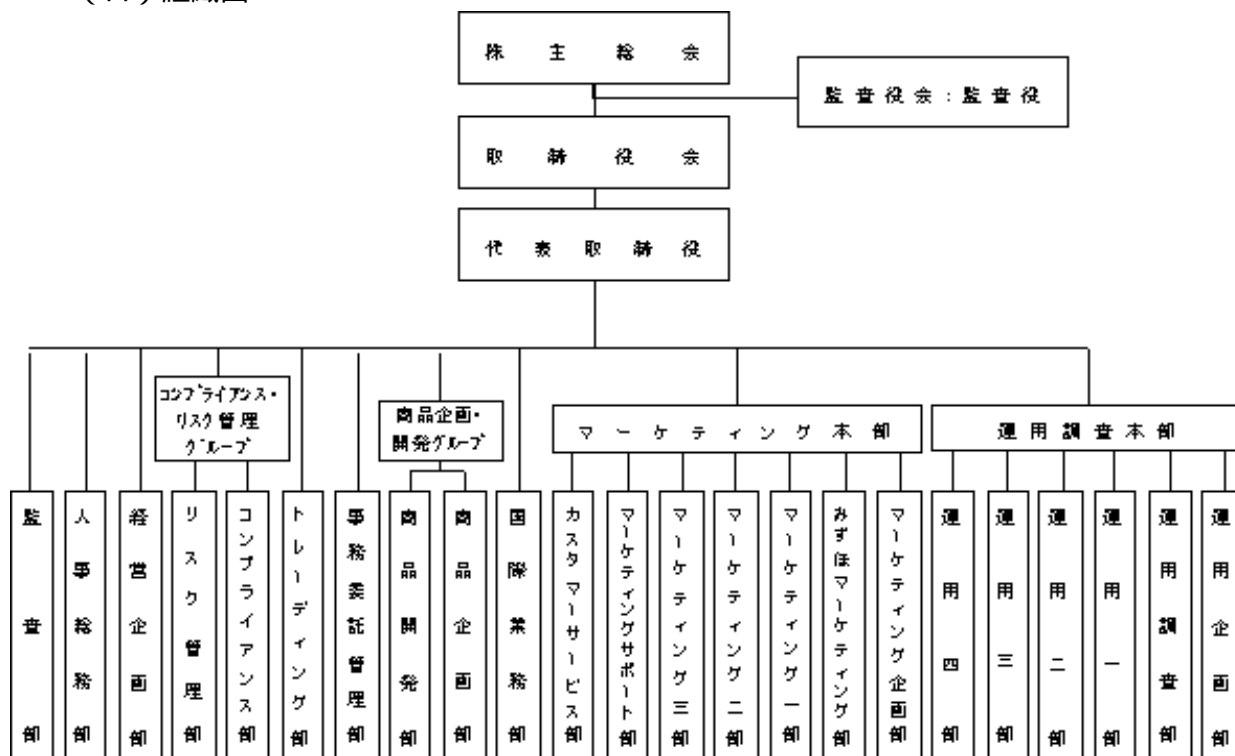 株主総会
監査役会:監査役
取締役会
代表取締役
コンプライアンス・
リスク管理
グループ
商品企画・
開発グループ
マーケティング本部
運用調査本部
監査部
人事総務部
経営企画部
リスク管理部
コンプライアンス部
トレーディング部
事務委託管理部
商品開発部
商品企画部
国際業務部
カスタマーサービス部
マーケティングサポート部
マーケティング三部
マーケティング二部
マーケティング一部
みずほマーケティング部
マーケティング企画部
運用四部
運用三部
運用二部
運用一部
運用調査部
運用企画部